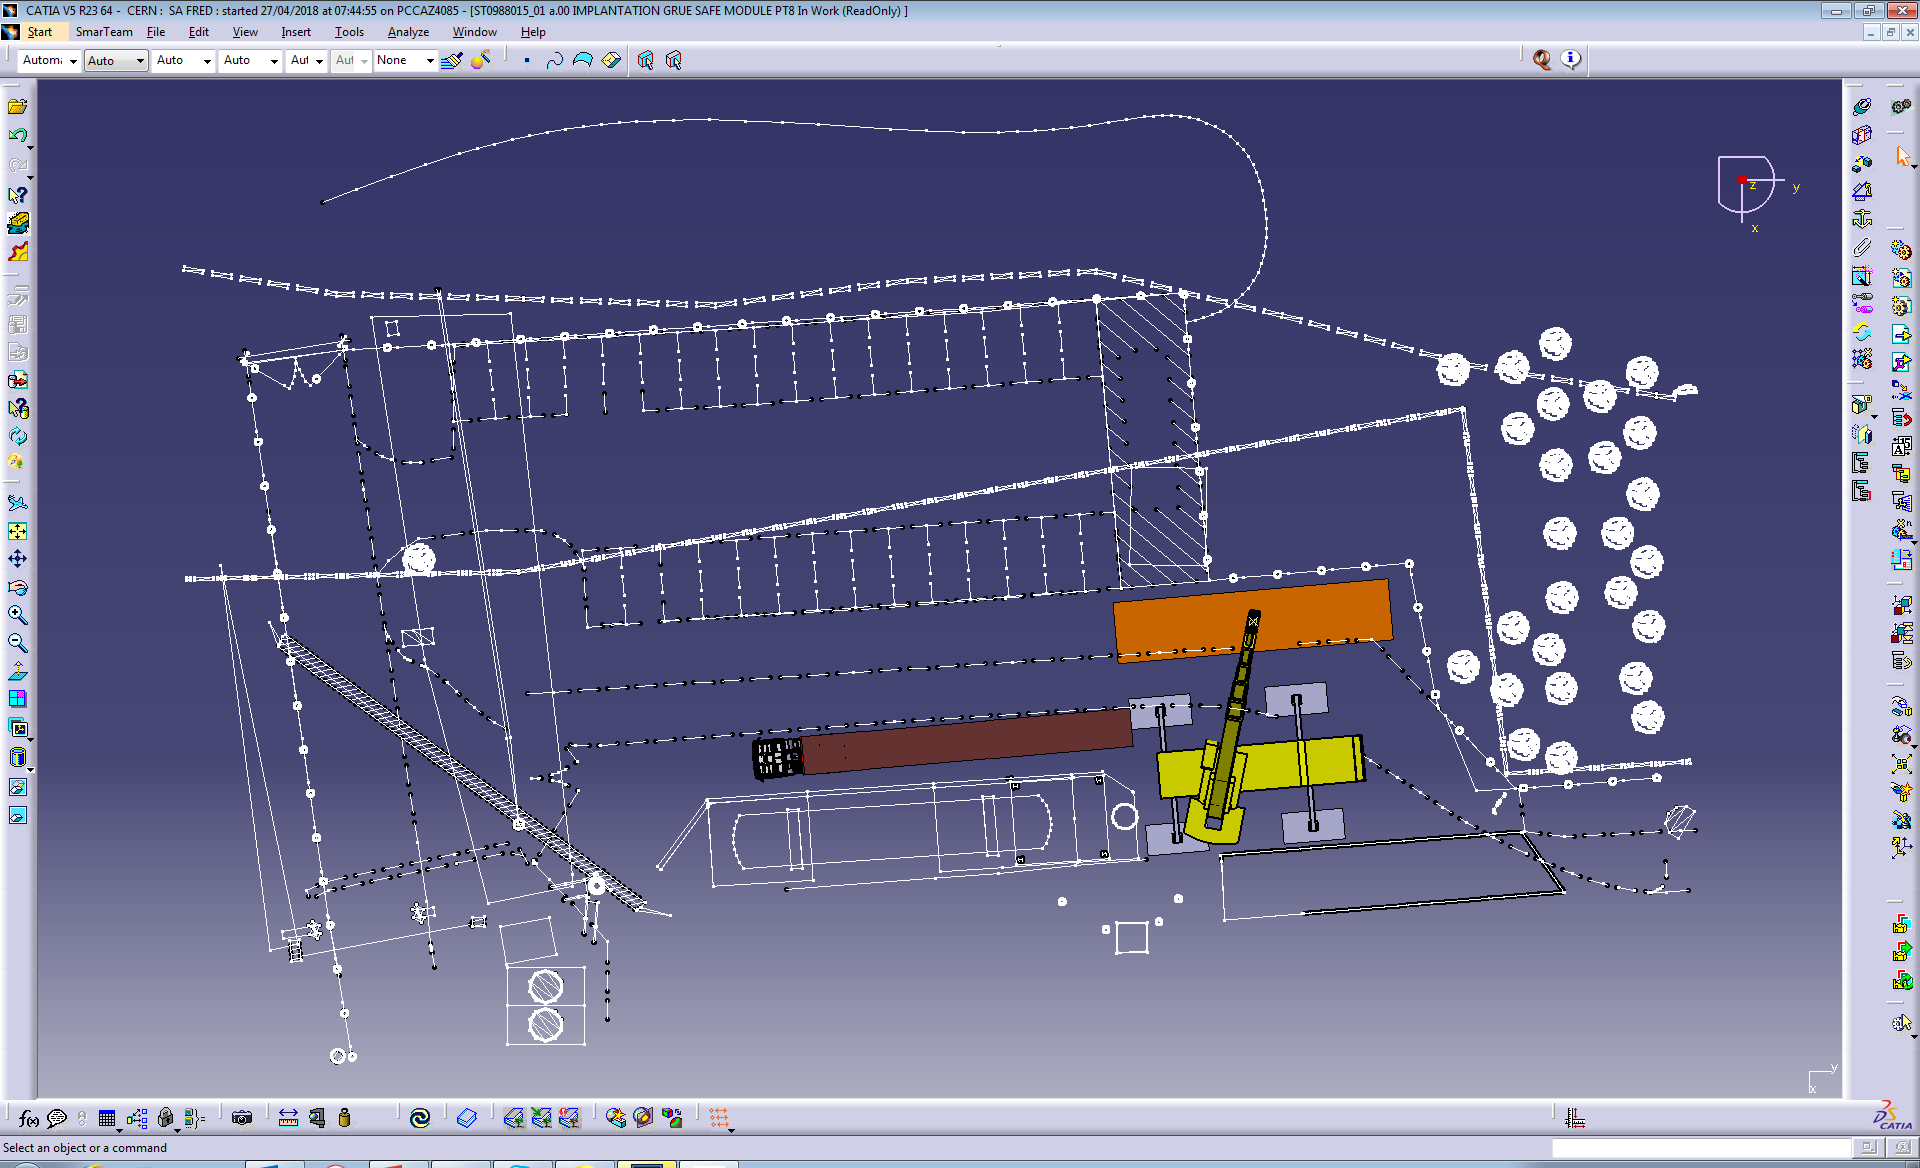 CATIA V5 R23 64 - CERN : SA FRED : started 27/04/2018 at 07:44:55 on PCCAZ4085 - [ST0988015_01 a.00 IMPLANTATION GRUE SAFE MODULE PT8 In Work (ReadOnly) ]
Start SmarTeam File Edit View Insert Tools Analyze Window Help
Auto Auto Auto None
z y
x
y
x
f(x)
CATIA
Select an object or a command